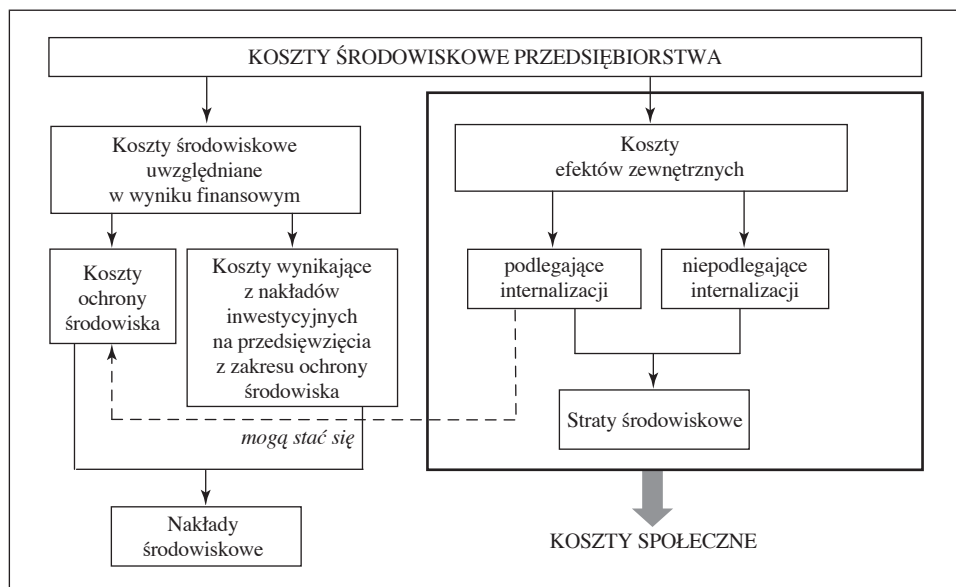 KOSZTY ŚRODOWISKOWE PRZEDSIĘBIORSTWA
Koszty środowiskowe
uwzględniane
w wyniku finansowym
Koszty
efektów zewnętrznych
Koszty
ochrony
środowiska
Koszty wynikające
z nakładów
inwestycyjnych
na przedsięwzięcia
z zakresu ochrony
środowiska
podlegające
internalizacji
niepodlegające
internalizacji
mogą stać się
Straty środowiskowe
Nakłady
środowiskowe
KOSZTY SPOŁECZNE